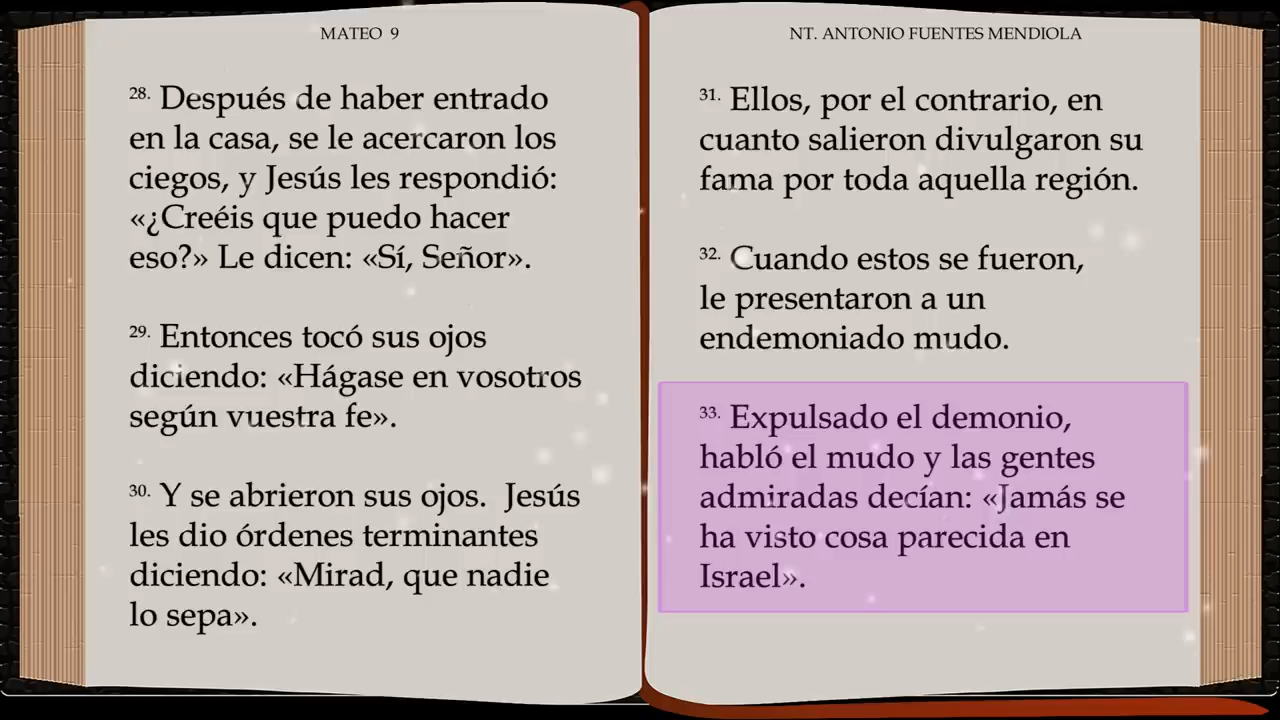 MATEO 9
28. Después de haber entrado
en la casa, se le acercaron los
ciegos, y Jesús les respondió:
«¿Creéis que puedo hacer
eso?» Le dicen: «Sí, Señor».
29. Entonces tocó sus ojos
diciendo: «Hágase en vosotros
según vuestra fe».
30. Y se abrieron sus ojos. Jesús
les dio órdenes terminantes
diciendo: «Mirad, que nadie
lo sepa».
NT. ANTONIO FUENTES MENDIOLA
31. Ellos, por el contrario, en
cuanto salieron divulgaron su
fama por toda aquella región.
32. Cuando estos se fueron,
le presentaron a un
endemoniado mudo.
33. Expulsado el demonio,
habló el mudo y las gentes
admiradas decían: «Jamás se
ha visto cosa parecida en
Israel».